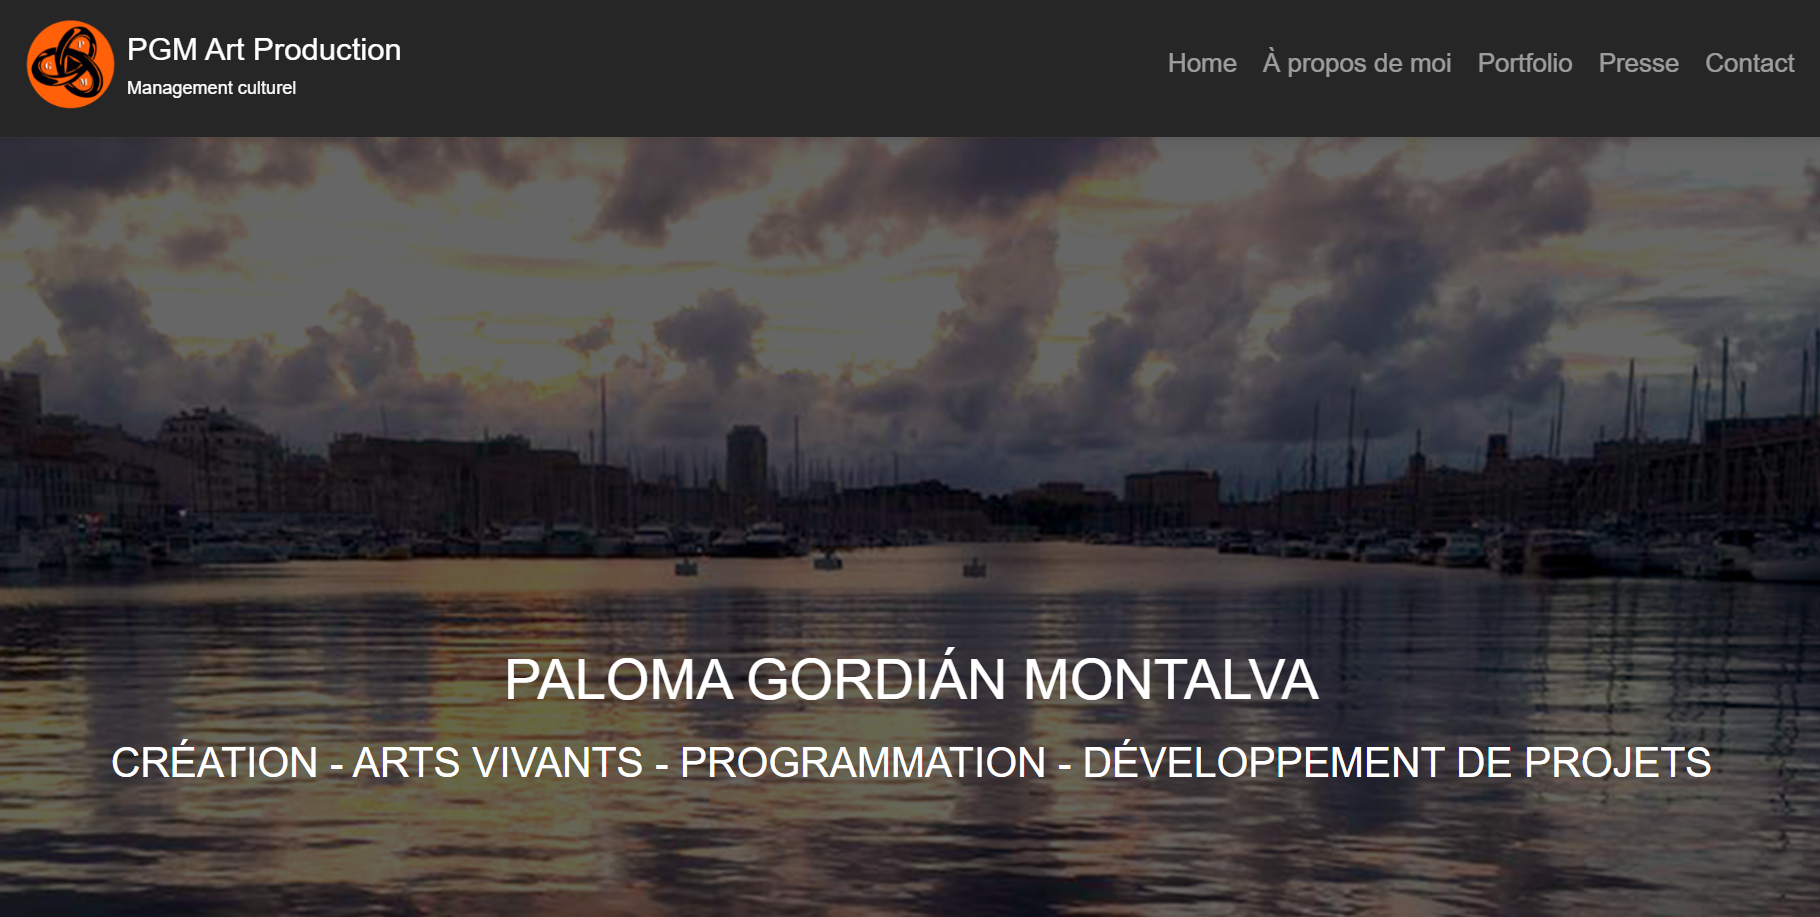 PGM Art Production
Management culturel
P
G
M
Home À propos de moi Portfolio Presse Contact
PALOMA GORDIÁN MONTALVA
CRÉATION - ARTS VIVANTS - PROGRAMMATION - DÉVELOPPEMENT DE PROJETS